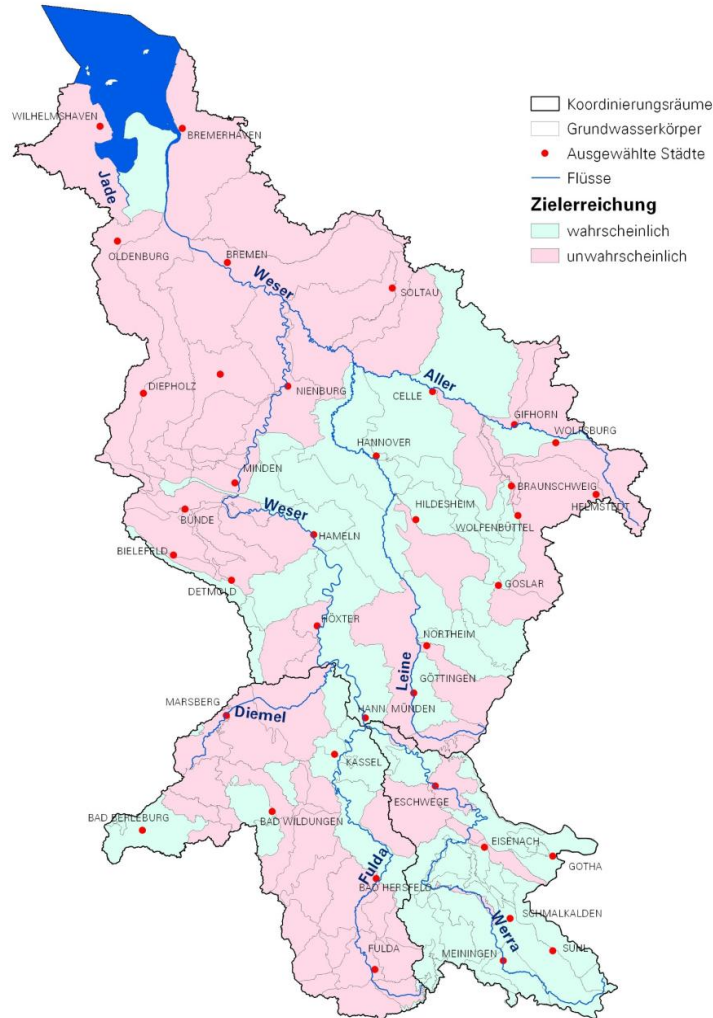 WILHELMSHAVEN
BREMERHAVEN
Jade
OLDENBURG
BREMEN
Weser
SOLTAU
DIEPHOLZ
NIENBURG
Aller
CELLE
GIFHORN
WOLFSBURG
HANNOVER
MINDEN
BRAUNSCHWEIG
HELMSTEDT
BÜNDE
Weser
HILDESHEIM
WOLFENBÜTTEL
HAMELN
BIELEFELD
DETMOLD
GOSLAR
HÖXTER
NORTHEIM
Leine
GÖTTINGEN
MARSBERG
Diemel
HANN. MÜNDEN
KASSEL
ESCHWEGE
BAD BERLEBURG
BAD WILDUNGEN
EISENACH
GOTHA
Fulda
BAD HERSFELD
SCHMALKALDEN
Werra
SUHL
MEININGEN
FULDA
Koordinierungsräume
Grundwasserkörper
Ausgewählte Städte
Flüsse
Zielerreichung
wahrscheinlich
unwahrscheinlich